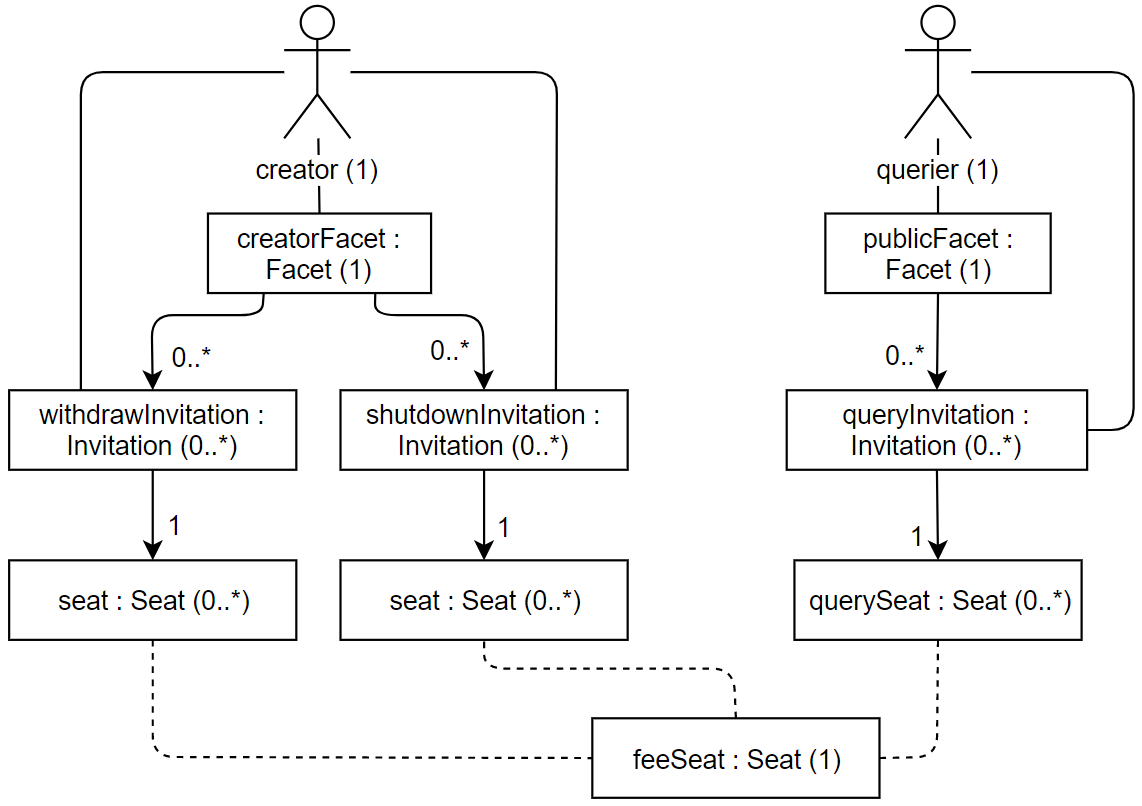 creator (1)
querier (1)
creatorFacet :
Facet (1)
publicFacet :
Facet (1)
0..*
0..*
0..*
withdrawInvitation :
Invitation (0..*)
shutdownInvitation :
Invitation (0..*)
queryInvitation :
Invitation (0..*)
1
1
1
seat : Seat (0..*)
seat : Seat (0..*)
querySeat : Seat (0..*)
feeSeat : Seat (1)